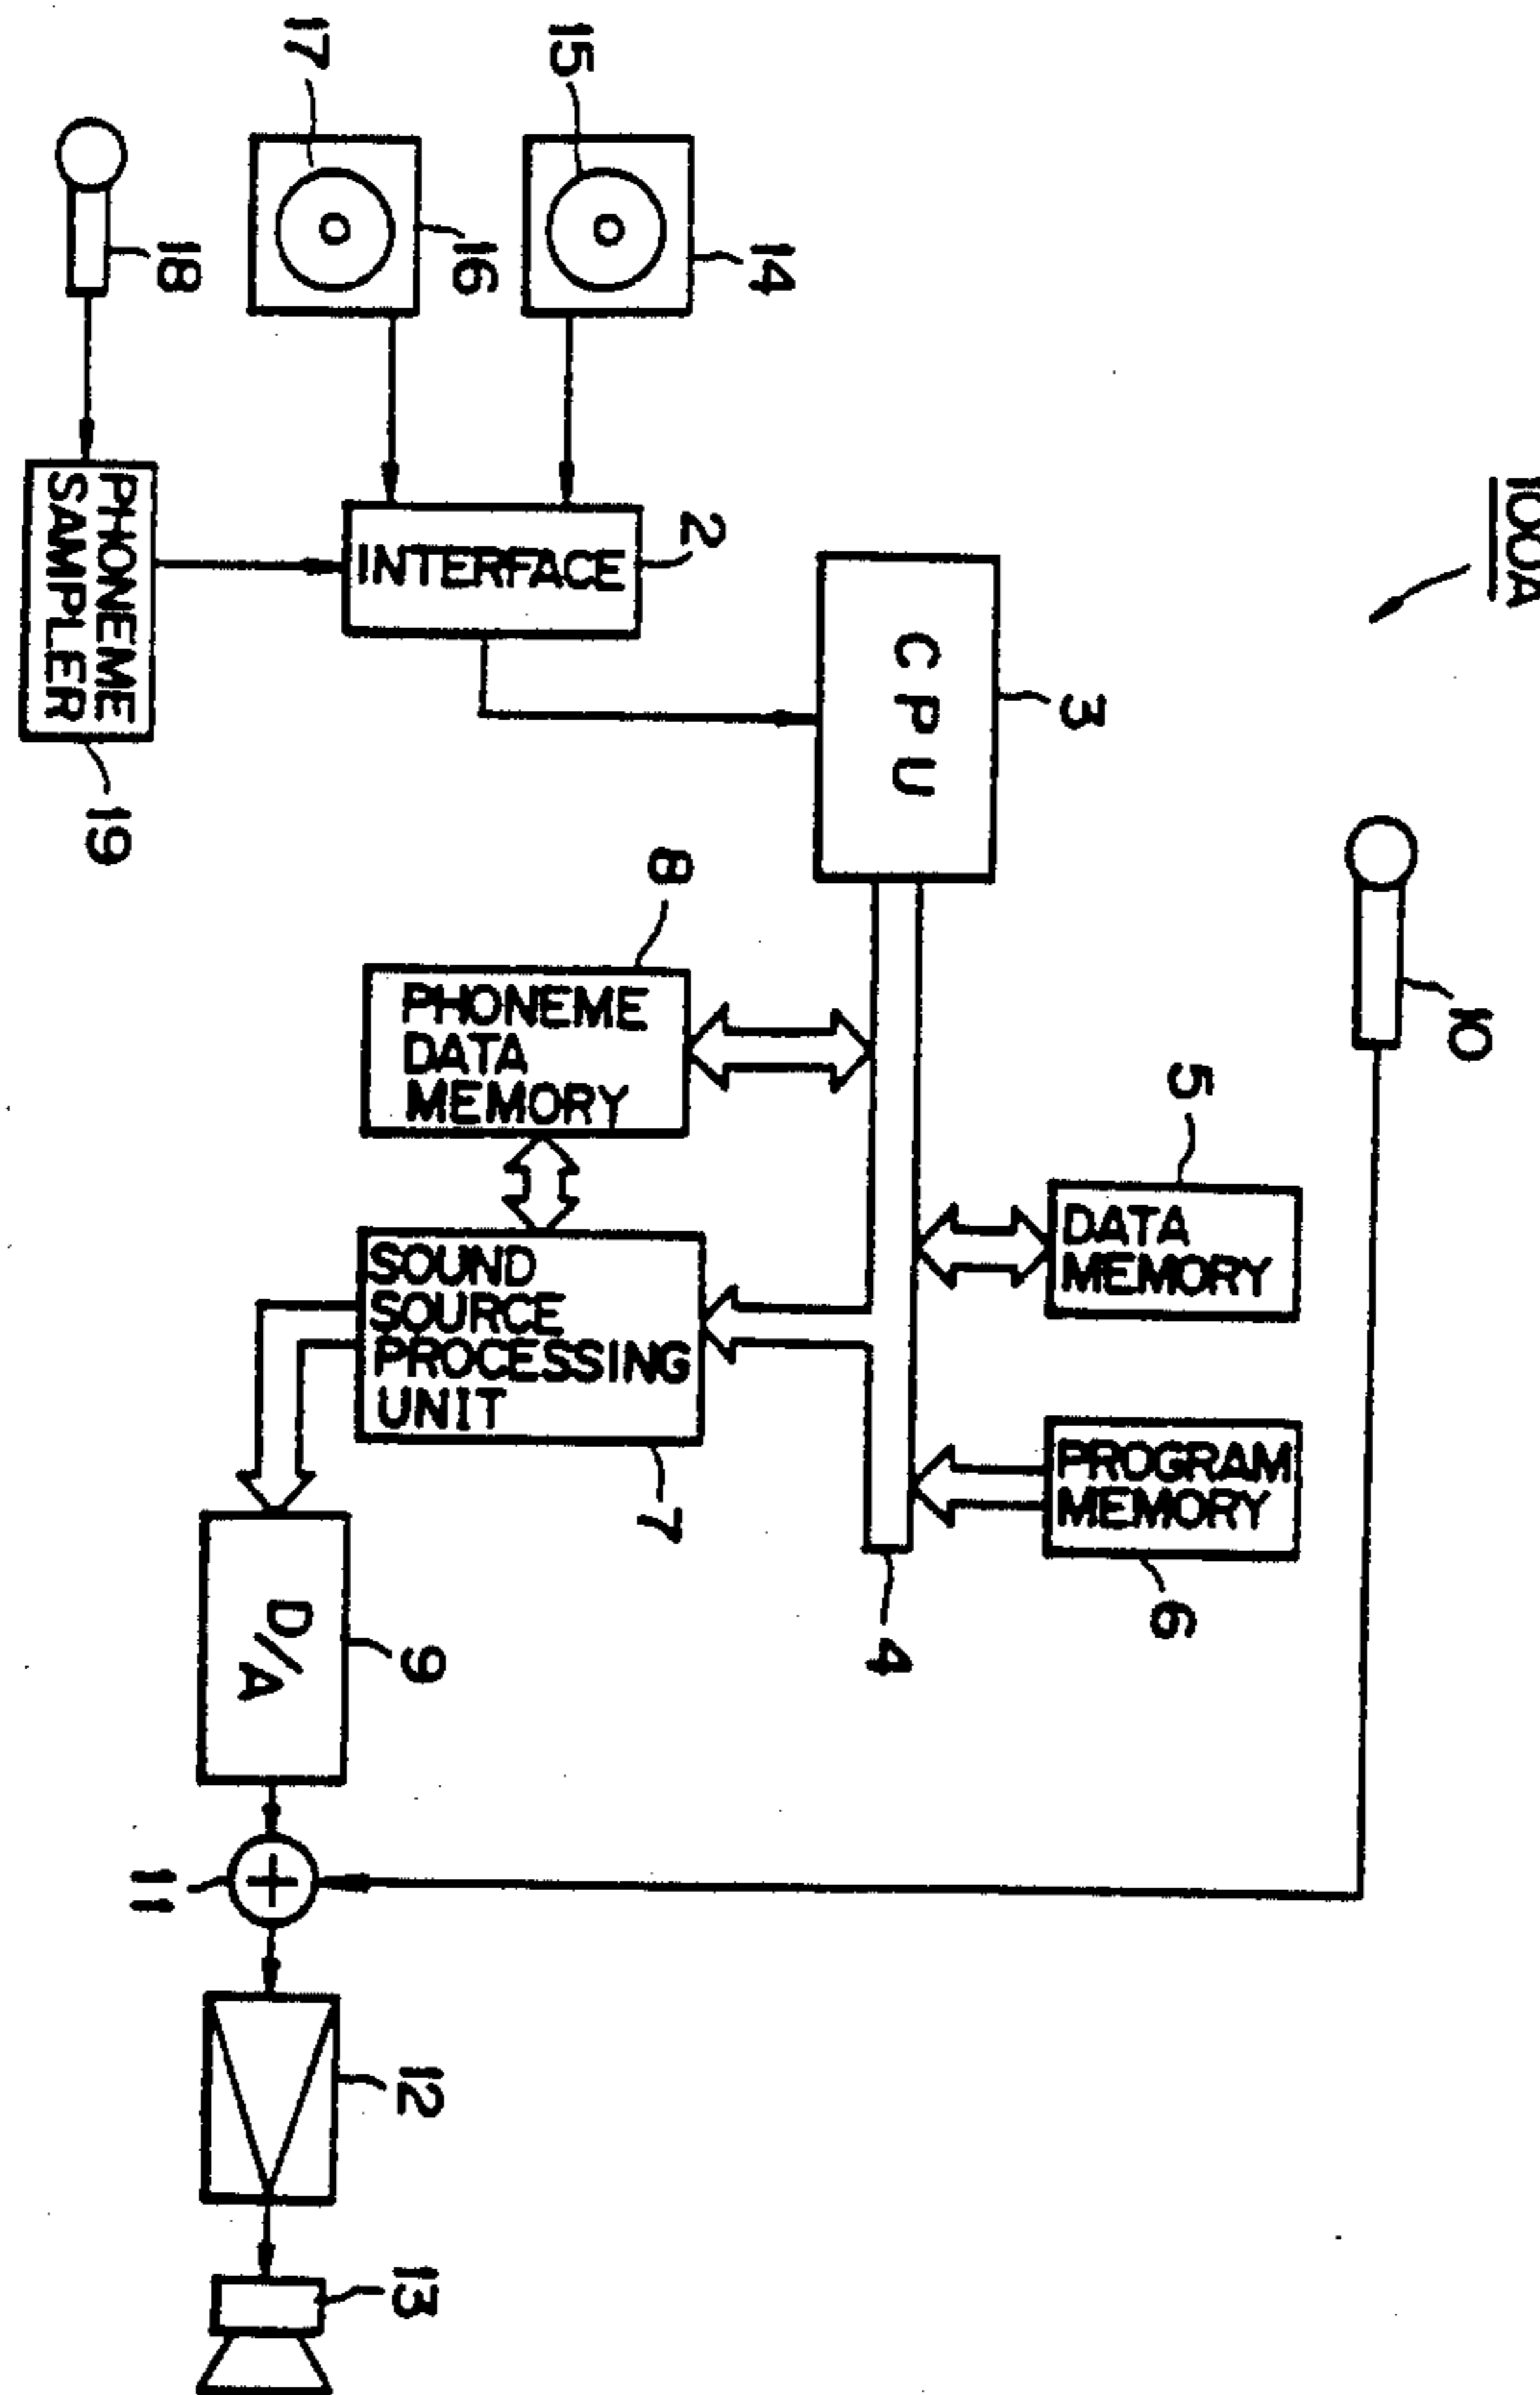 100A
17
15
18
16
14
PHONEME
SAMPLER
19
INTERFACE
2
CPU
3
10
8
PHONEME
DATA
MEMORY
5
DATA
MEMORY
SOUND
SOURCE
PROCESSING
UNIT
7
PROGRAM
MEMORY
6
4
D/A
9
11
+
12
13